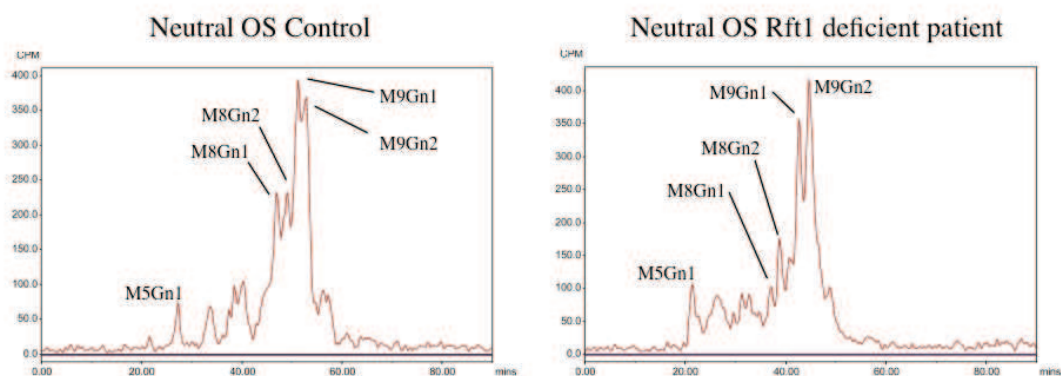 Neutral OS Control
CPM
400.0
350.0
300.0
250.0
200.0
150.0
100.0
50.0
0.0
M9Gn1
M8Gn2
M9Gn2
M8Gn1
M5Gn1
0.00 20.00 40.00 60.00 80.00 mins
Neutral OS Rft1 deficient patient
CPM
400.0
350.0
300.0
250.0
200.0
150.0
100.0
50.0
0.0
M9Gn2
M9Gn1
M8Gn2
M8Gn1
M5Gn1
0.00 20.00 40.00 60.00 80.00 mins